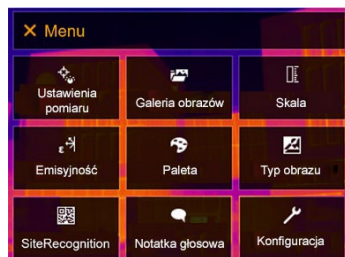 Menu
Ustawienia
pomiaru
Galeria obrazów
Skala
Emisyjność
Paleta
Typ obrazu
SiteRecognition
Notatka głosowa
Konfiguracja